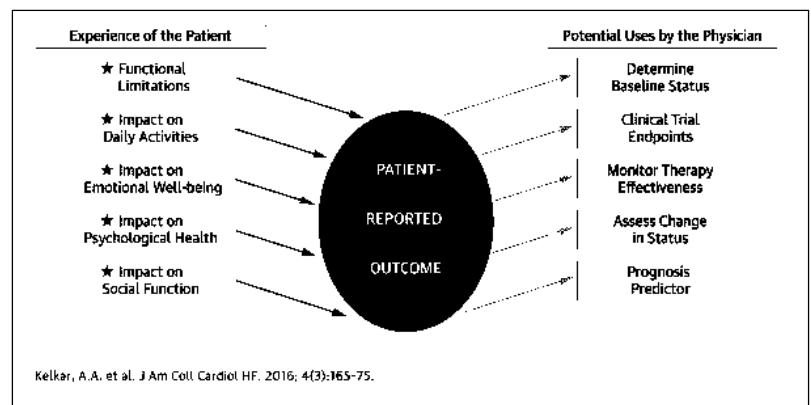 Experience of the Patient
★ Functional
Limitations
★ Impact on
Daily Activities
★ Impact on
Emotional Well-being
★ Impact on
Psychological Health
★ Impact on
Social Function
PATIENT-
REPORTED
OUTCOME
Potential Uses by the Physician
Determine
Baseline Status
Clinical Trial
Endpoints
Monitor Therapy
Effectiveness
Assess Change
in Status
Prognosis
Predictor
Kelkar, A.A. et al. J Am Coll Cardiol HF. 2016; 4(3):165-75.